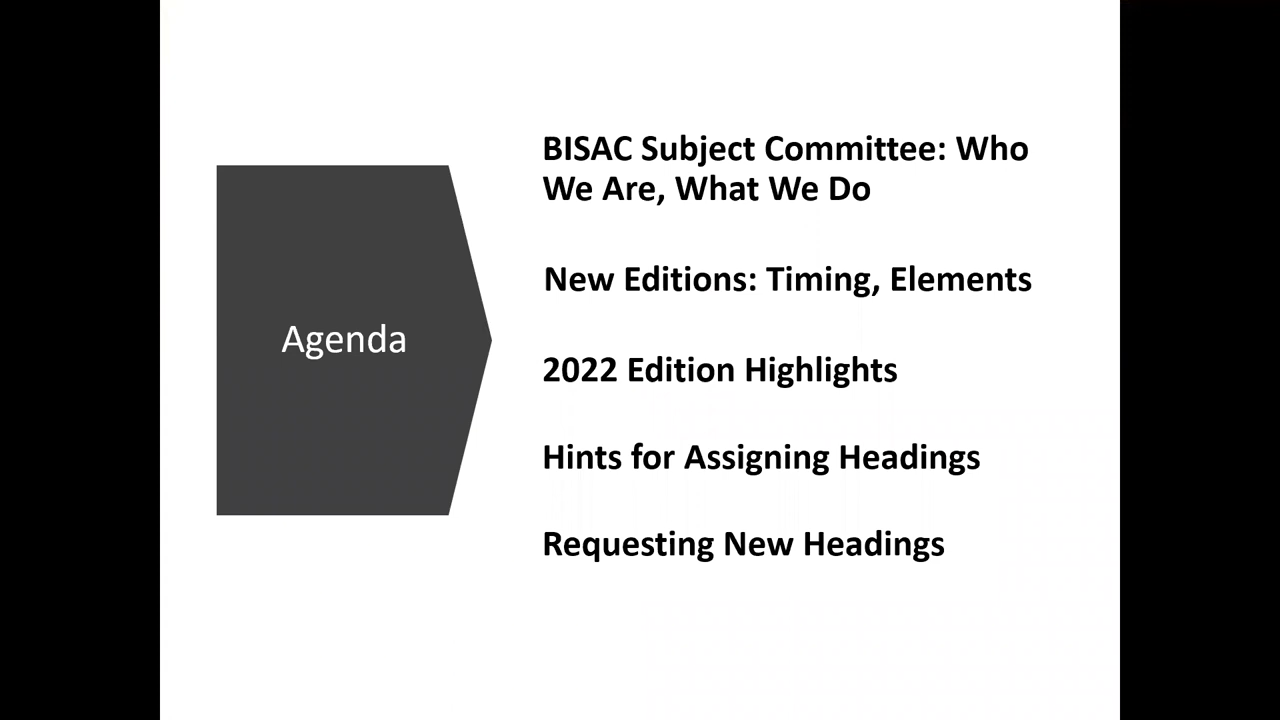 Agenda
BISAC Subject Committee: Who
We Are, What We Do
New Editions: Timing, Elements
2022 Edition Highlights
Hints for Assigning Headings
Requesting New Headings